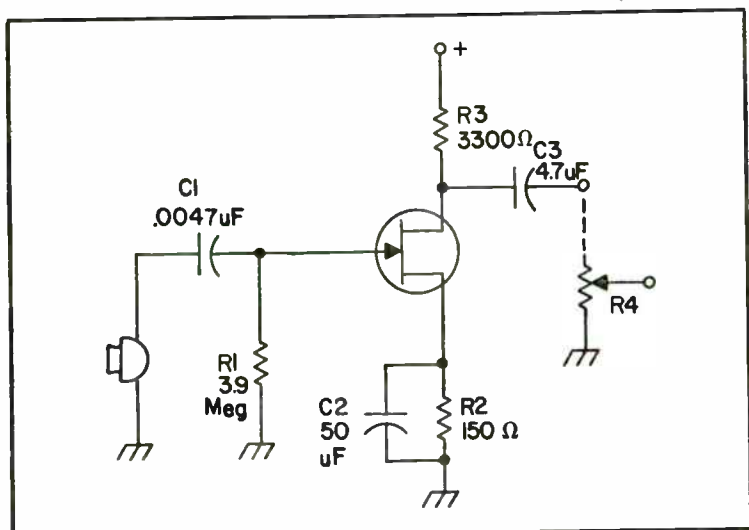 +
R3
3300Ω
C3
4.7uF
C1
.0047uF
R4
R1
3.9
Meg
C2
50
uF
R2
150 Ω